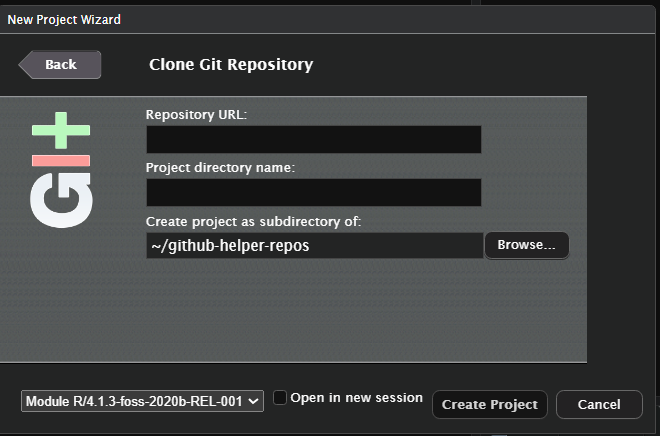 New Project Wizard
Back
Clone Git Repository
GIt
Repository URL:
Project directory name:
Create project as subdirectory of:
~/github-helper-repos
Browse...
Module R/4.1.3-foss-2020b-REL-001
Open in new session
Create Project
Cancel